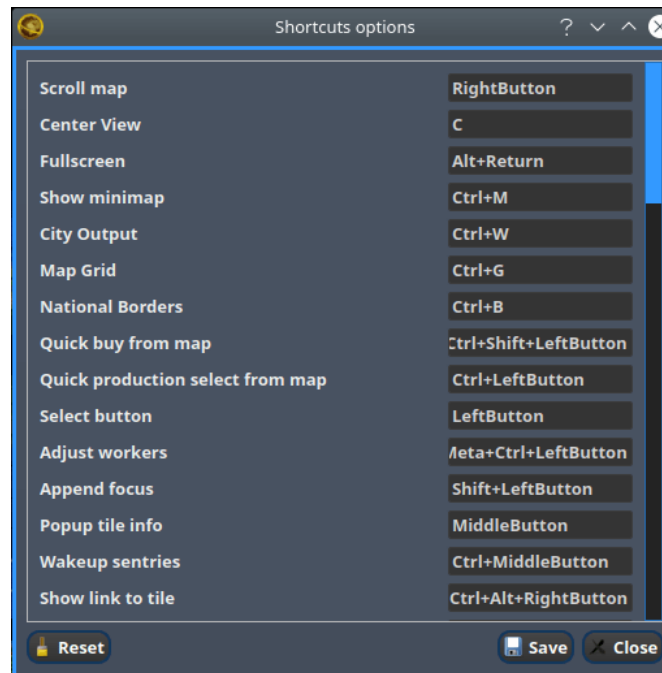 Shortcuts options
Scroll map RightButton
Center View C
Fullscreen Alt+Return
Show minimap Ctrl+M
City Output Ctrl+W
Map Grid Ctrl+G
National Borders Ctrl+B
Quick buy from map Ctrl+Shift+LeftButton
Quick production select from map Ctrl+LeftButton
Select button LeftButton
Adjust workers Meta+Ctrl+LeftButton
Append focus Shift+LeftButton
Popup tile info MiddleButton
Wakeup sentries Ctrl+MiddleButton
Show link to tile Ctrl+Alt+RightButton
Reset Save Close